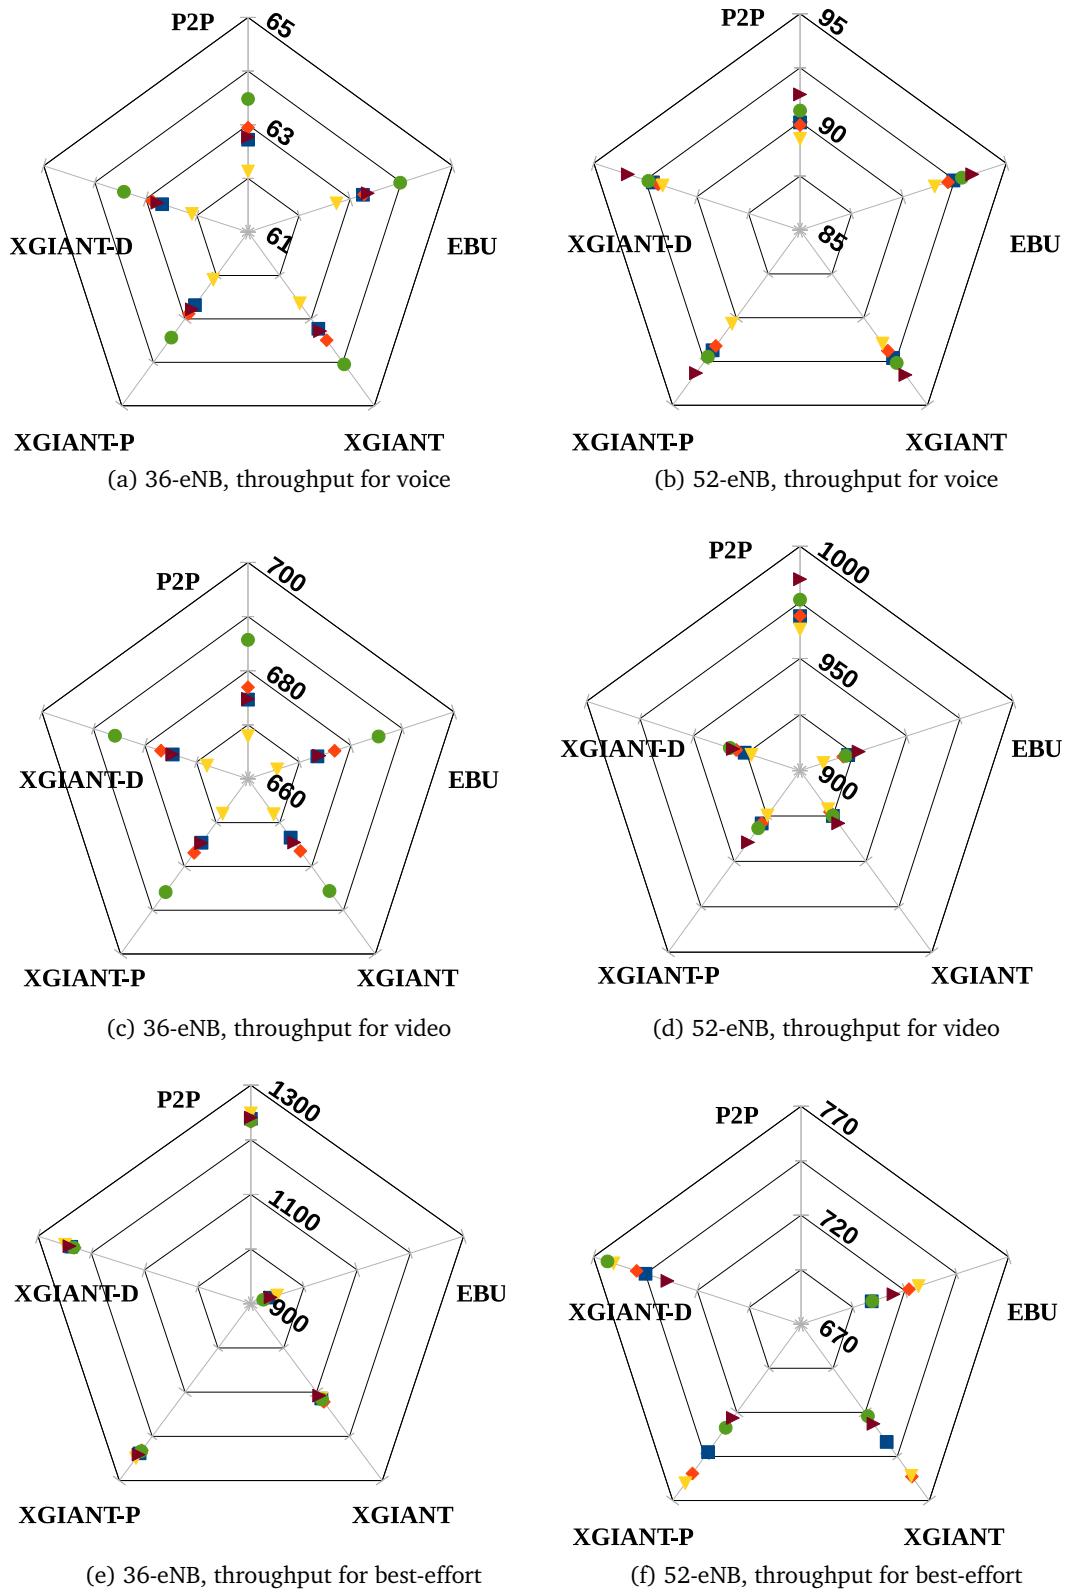 P2P
65
63
61
XGIANT-D
EBU
XGIANT-P
XGIANT
(a) 36-eNB, throughput for voice
P2P
95
90
85
XGIANT-D
EBU
XGIANT-P
XGIANT
(b) 52-eNB, throughput for voice
P2P
700
680
660
XGIANT-D
EBU
XGIANT-P
XGIANT
(c) 36-eNB, throughput for video
P2P
1000
950
900
XGIANT-D
EBU
XGIANT-P
XGIANT
(d) 52-eNB, throughput for video
P2P
1300
1100
900
XGIANT-D
EBU
XGIANT-P
XGIANT
(e) 36-eNB, throughput for best-effort
P2P
770
720
670
XGIANT-D
EBU
XGIANT-P
XGIANT
(f) 52-eNB, throughput for best-effort